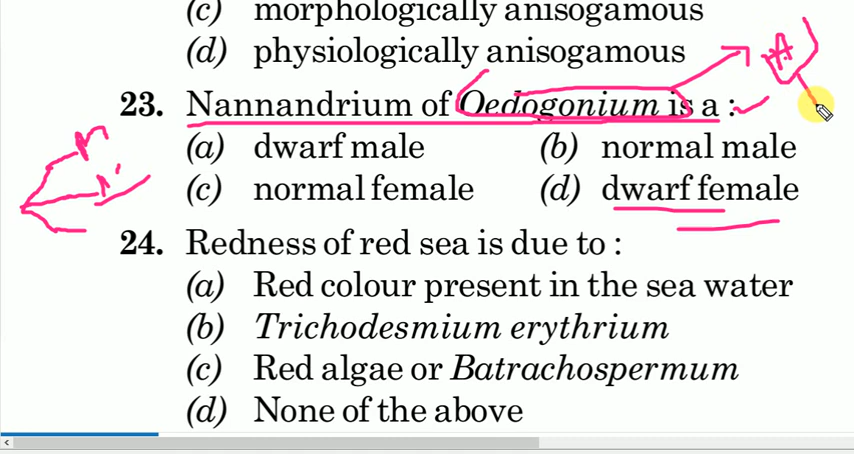 (c) morphologically anisogamous
(d) physiologically anisogamous
23. Nannandrium of Oedogonium is a :
(a) dwarf male (b) normal male
(c) normal female (d) dwarf female
24. Redness of red sea is due to :
(a) Red colour present in the sea water
(b) Trichodesmium erythrium
(c) Red algae or Batrachospermum
(d) None of the above